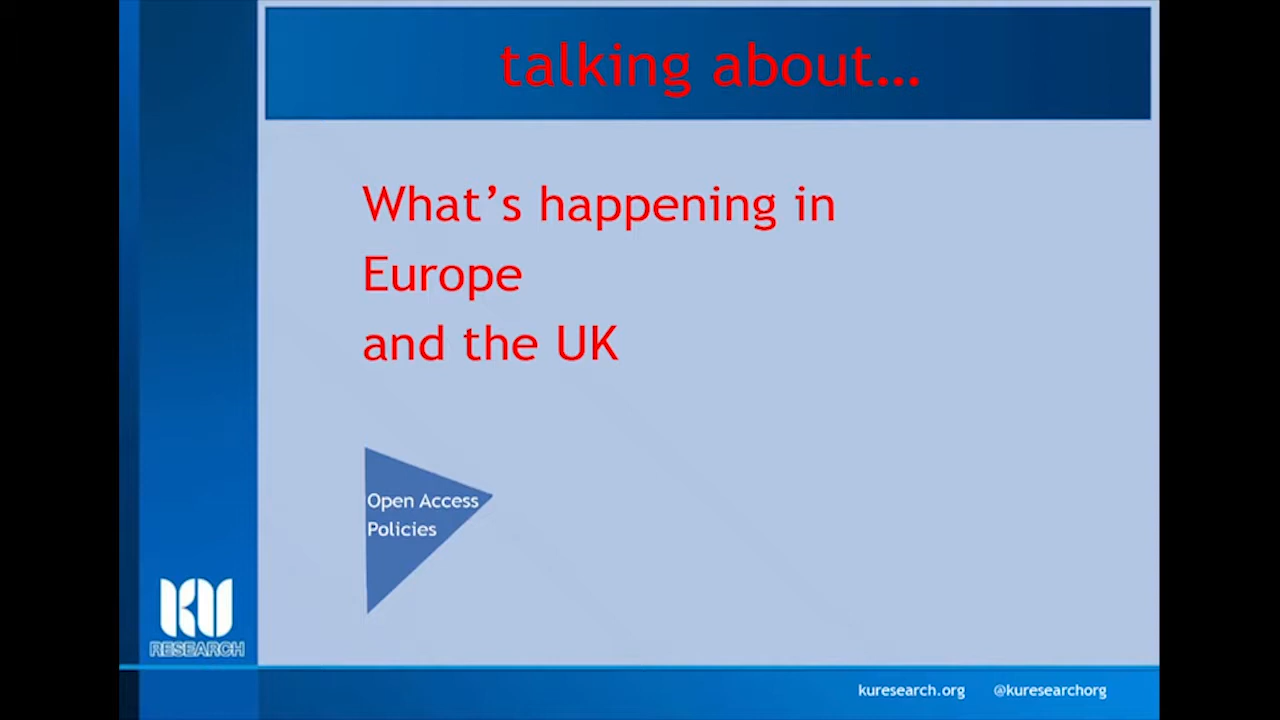 talking about…
What’s happening in
Europe
and the UK
Open Access
Policies
KU
RESEARCH
kuresearch.org @kuresearchorg